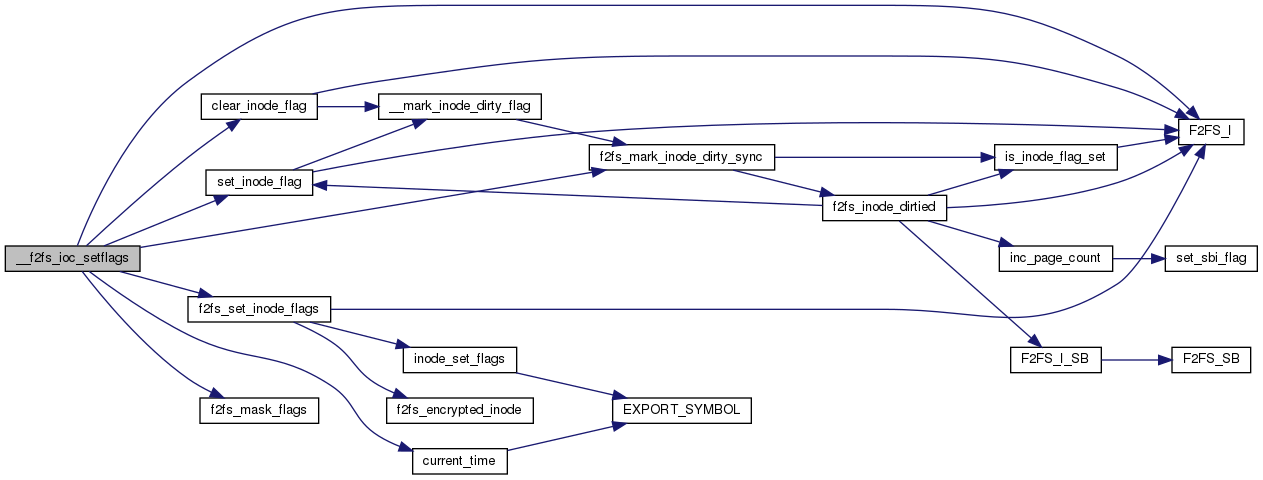 clear_inode_flag
__mark_inode_dirty_flag
F2FS_I
f2fs_mark_inode_dirty_sync
is_inode_flag_set
set_inode_flag
f2fs_inode_dirtied
__f2fs_ioc_setflags
inc_page_count
set_sbi_flag
f2fs_set_inode_flags
inode_set_flags
F2FS_I_SB
F2FS_SB
f2fs_mask_flags
f2fs_encrypted_inode
EXPORT_SYMBOL
current_time